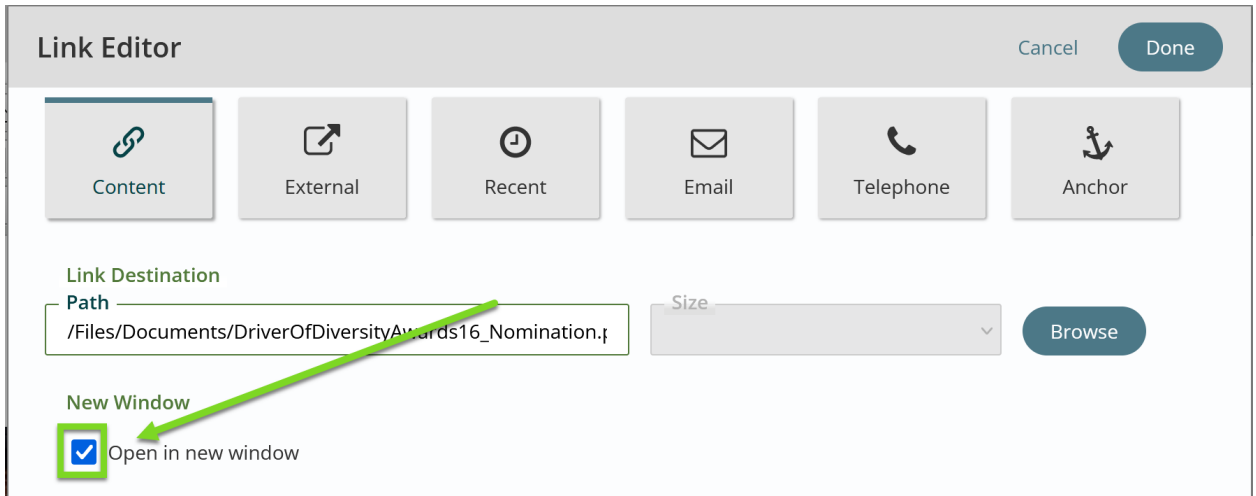 Link Editor
Cancel
Done
Content
External
Recent
Email
Telephone
Anchor
Link Destination
Path
Size
/Files/Documents/DriverOfDiversityAwards16_Nomination.p
Browse
New Window
Open in new window